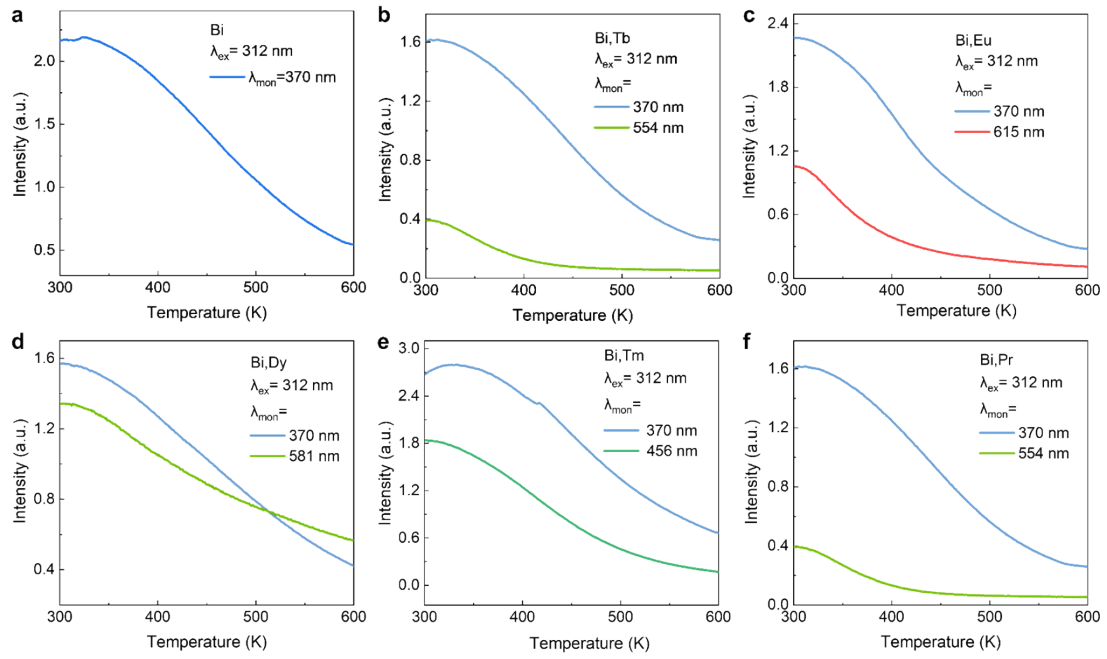 a
Bi
λex= 312 nm
λmon=370 nm
Intensity (a.u.)
2.0
1.5
1.0
0.5
300 400 500 600
Temperature (K)
b
Bi,Tb
λex= 312 nm
λmon=
370 nm
554 nm
Intensity (a.u.)
1.6
1.2
0.8
0.4
0.0
300 400 500 600
Temperature (K)
c
Bi,Eu
λex= 312 nm
λmon=
370 nm
615 nm
Intensity (a.u.)
2.4
1.8
1.2
0.6
0.0
300 400 500 600
Temperature (K)
d
Bi,Dy
λex= 312 nm
λmon=
370 nm
581 nm
Intensity (a.u.)
1.6
1.2
0.8
0.4
300 400 500 600
Temperature (K)
e
Bi,Tm
λex= 312 nm
λmon=
370 nm
456 nm
Intensity (a.u.)
3.0
2.4
1.8
1.2
0.6
0.0
300 400 500 600
Temperature (K)
f
Bi,Pr
λex= 312 nm
λmon=
370 nm
554 nm
Intensity (a.u.)
1.6
1.2
0.8
0.4
0.0
300 400 500 600
Temperature (K)